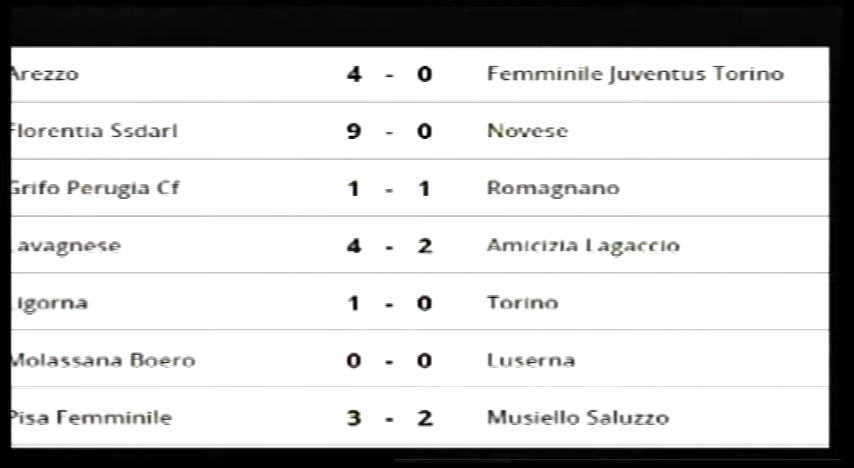 Arezzo 4 - 0 Femminile Juventus Torino
Florentia Ssdarl 9 - 0 Novese
Grifo Perugia Cf 1 - 1 Romagnano
Lavagnese 4 - 2 Amicizia Lagaccio
Ligorna 1 - 0 Torino
Molassana Boero 0 - 0 Luserna
Pisa Femminile 3 - 2 Musiello Saluzzo